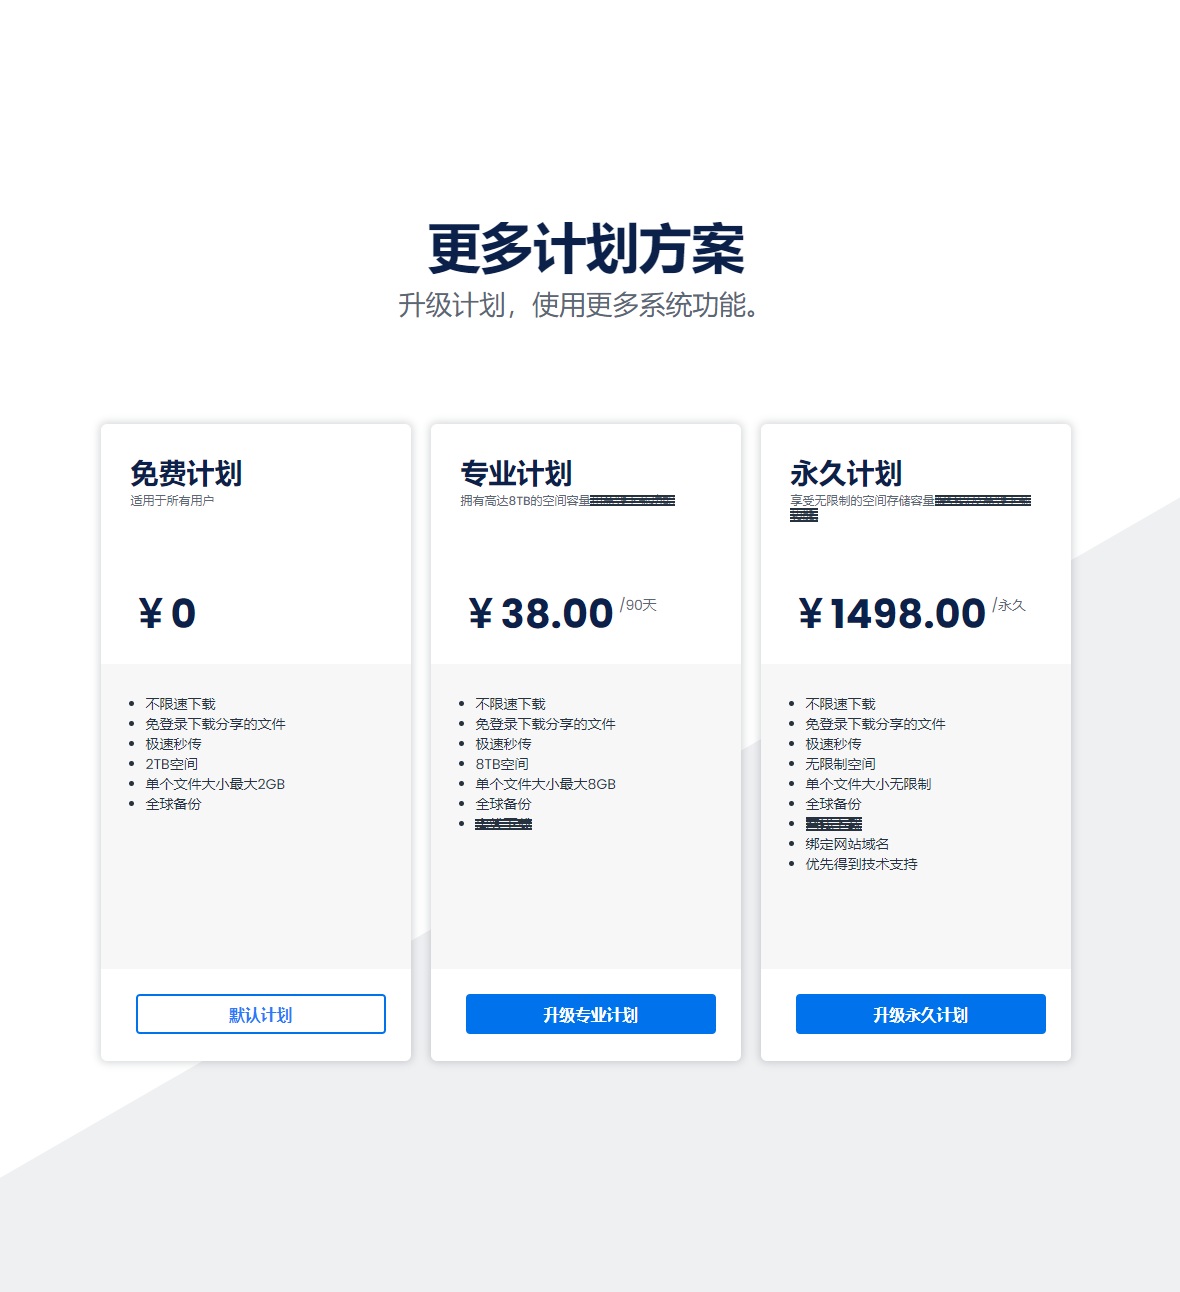 更多计划方案
升级计划，使用更多系统功能。
免费计划
适用于所有用户
￥0
不限速下载
免登录下载分享的文件
极速秒传
2TB空间
单个文件大小最大2GB
全球备份
默认计划
专业计划
拥有高达8TB的空间容量
￥38.00 /90天
不限速下载
免登录下载分享的文件
极速秒传
8TB空间
单个文件大小最大8GB
全球备份
升级专业计划
永久计划
享受无限制的空间存储容量
￥1498.00 /永久
不限速下载
免登录下载分享的文件
极速秒传
无限制空间
单个文件大小无限制
全球备份
绑定网站域名
优先得到技术支持
升级永久计划